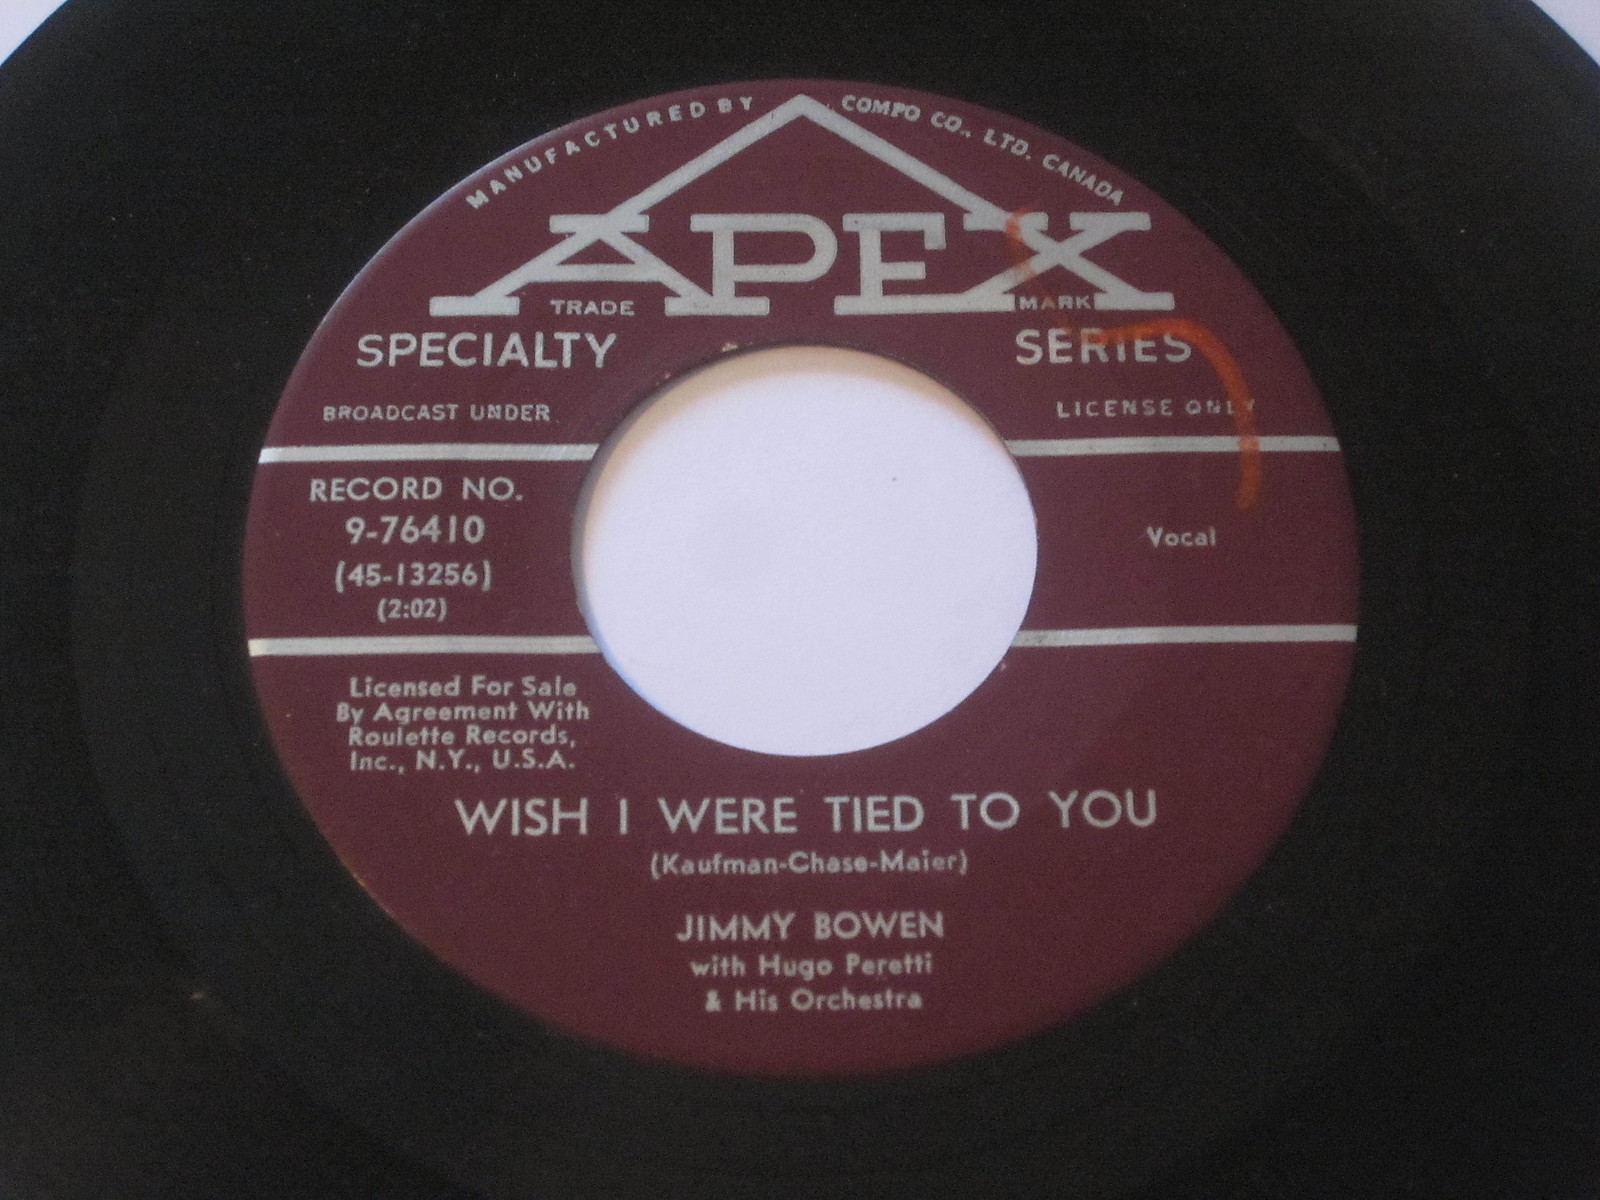 MANUFACTURED BY COMPO CO., LTD. CANADA
APEX
TRADE MARK
SPECIALTY SERIES
BROADCAST UNDER LICENSE ONLY
RECORD NO.
9-76410
(45-13256)
(2:02)
Vocal
Licensed For Sale
By Agreement With
Roulette Records,
Inc., N.Y., U.S.A.
WISH I WERE TIED TO YOU
(Kaufman-Chase-Maier)
JIMMY BOWEN
with Hugo Peretti
& His Orchestra